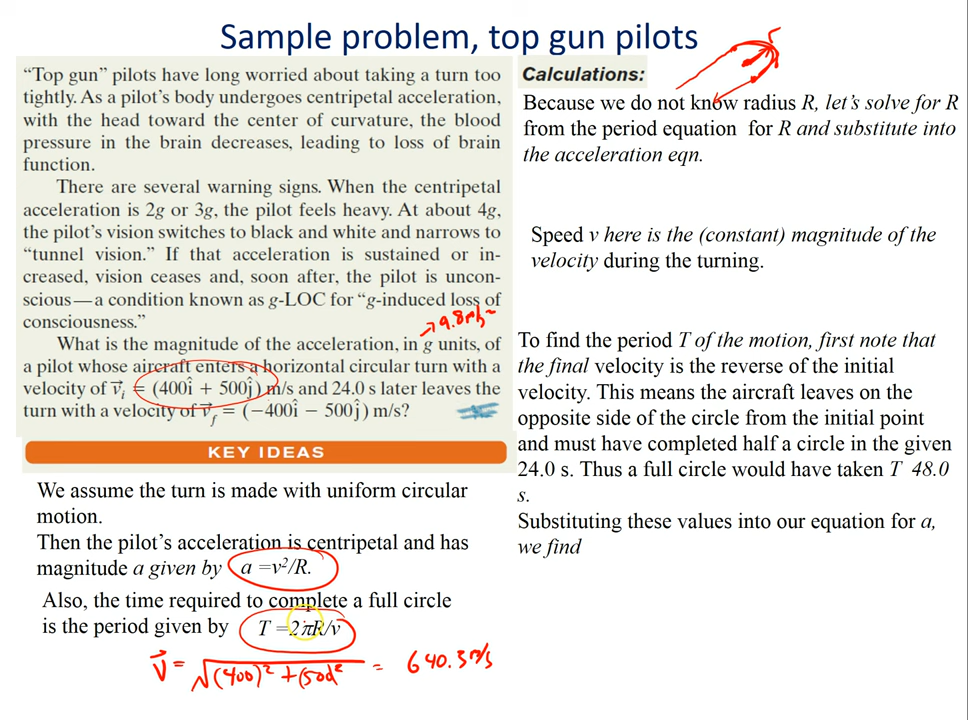 Sample problem, top gun pilots
“Top gun” pilots have long worried about taking a turn too
tightly. As a pilot’s body undergoes centripetal acceleration,
with the head toward the center of curvature, the blood
pressure in the brain decreases, leading to loss of brain
function.
There are several warning signs. When the centripetal
acceleration is 2g or 3g, the pilot feels heavy. At about 4g,
the pilot’s vision switches to black and white and narrows to
“tunnel vision.” If that acceleration is sustained or in-
creased, vision ceases and, soon after, the pilot is uncon-
scious—a condition known as g-LOC for “g-induced loss of
consciousness.”
→ 9.8 m/s²
What is the magnitude of the acceleration, in g units, of
a pilot whose aircraft enters a horizontal circular turn with a
velocity of v⃗i = (400î + 500ĵ) m/s and 24.0 s later leaves the
turn with a velocity of v⃗f = (−400î − 500ĵ) m/s?
KEY IDEAS
We assume the turn is made with uniform circular
motion.
Then the pilot’s acceleration is centripetal and has
magnitude a given by a =v²/R.
Also, the time required to complete a full circle
is the period given by T =2πR/v
v⃗ = √(400)² + (500)² = 640.3 m/s
Calculations:
Because we do not know radius R, let’s solve for R
from the period equation for R and substitute into
the acceleration eqn.
Speed v here is the (constant) magnitude of the
velocity during the turning.
To find the period T of the motion, first note that
the final velocity is the reverse of the initial
velocity. This means the aircraft leaves on the
opposite side of the circle from the initial point
and must have completed half a circle in the given
24.0 s. Thus a full circle would have taken T 48.0
s.
Substituting these values into our equation for a,
we find